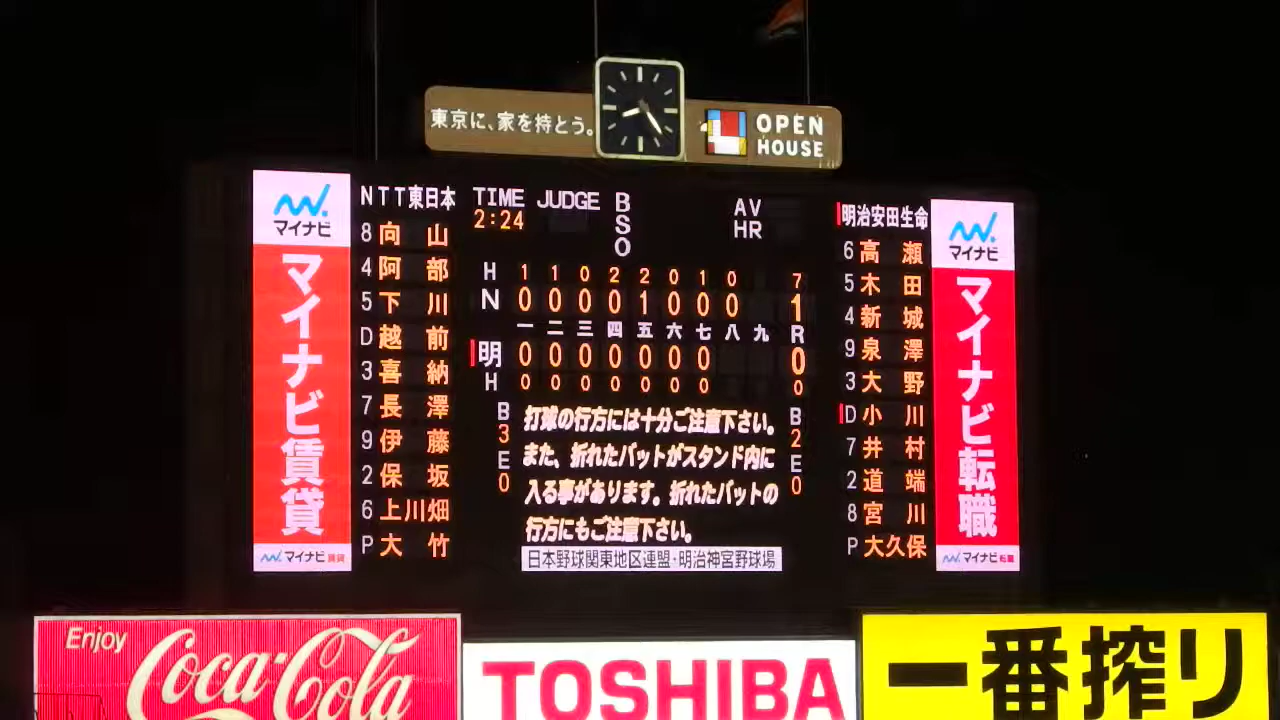 東京に、家を持とう。
OPEN HOUSE
マイナビ
マイナビ賃貸
マイナビ 賃貸
NTT東日本
8 向 山
4 阿 部
5 下 川
D 越 前
3 喜 納
7 長 澤
9 伊 藤
2 保 坂
6 上川畑
P 大 竹
TIME JUDGE B AV
2:24 S HR
O
H 1 1 0 2 2 0 1 0 7
N 0 0 0 0 1 0 0 0 1
一 二 三 四 五 六 七 八 九 R
明 0 0 0 0 0 0 0 0
H 0 0 0 0 0 0 0 0
B 3 E 0
打球の行方には十分ご注意下さい。
また、折れたバットがスタンド内に
入る事があります。折れたバットの
行方にもご注意下さい。
日本野球関東地区連盟・明治神宮野球場
B 2 E 0
明治安田生命
6 高 瀬
5 木 田
4 新 城
9 泉 澤
3 大 野
D 小 川
7 井 村
2 道 端
8 宮 川
P 大久保
マイナビ
マイナビ転職
マイナビ 転職
Enjoy
Coca-Cola
TOSHIBA
一番搾り